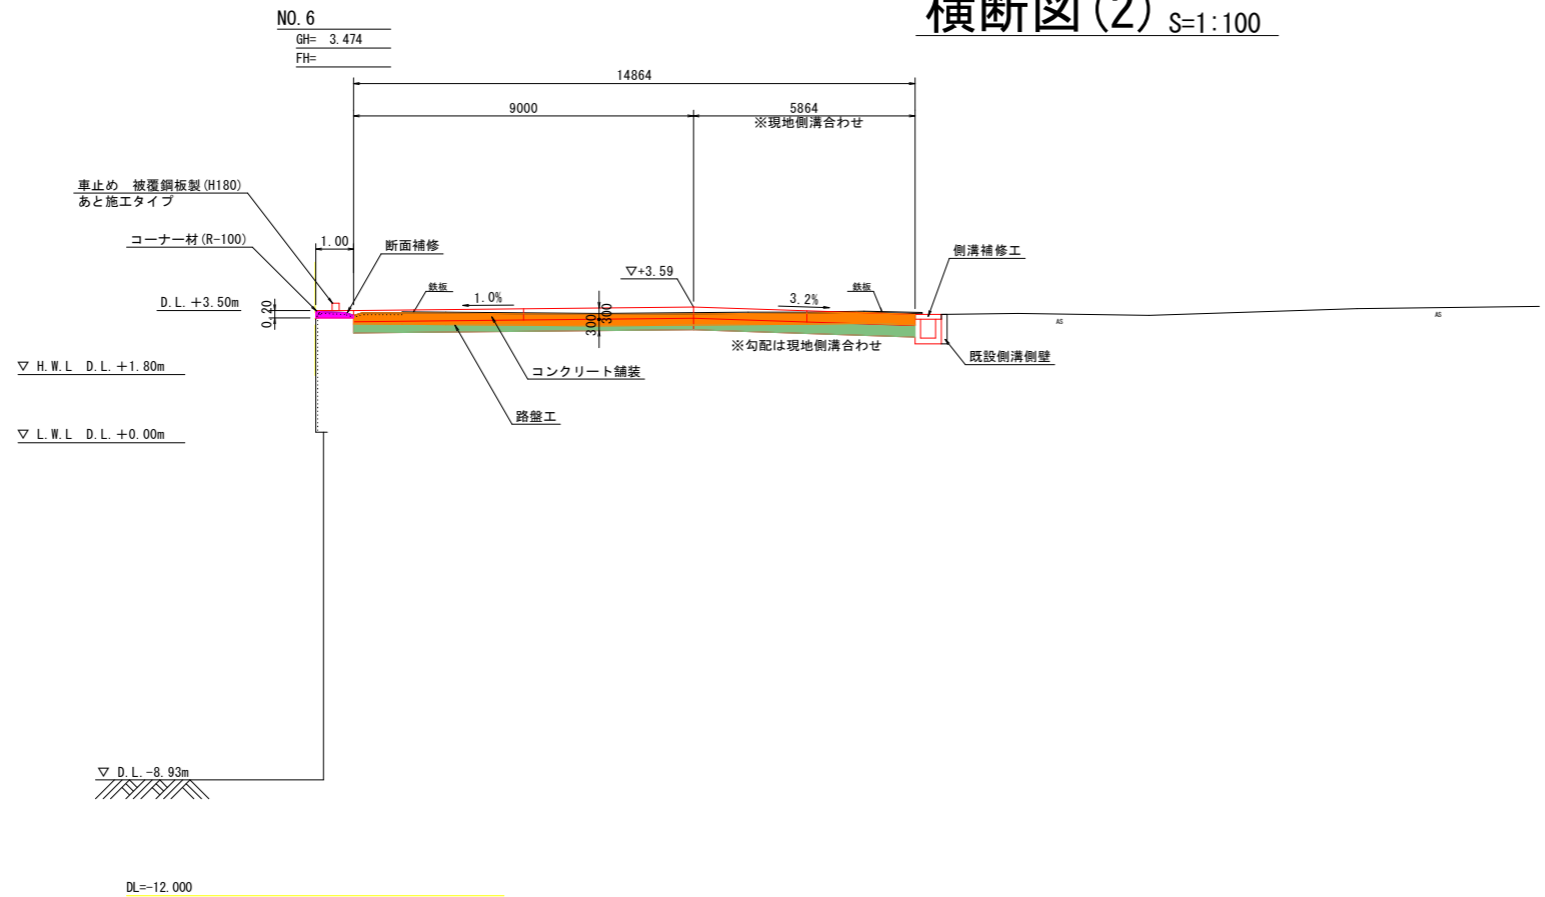 横断図(2) S=1:100
NO.6
GH= 3.474
FH=
14864
9000
5864
※現地側溝合わせ
車止め 被覆鋼板製(H180)
あと施工タイプ
コーナー材(R-100)
1.00
断面補修
側溝補修工
▽+3.59
鉄板
鉄板
1.0%
3.2%
D.L.+3.50m
0.20
300
300
AS
AS
※勾配は現地側溝合わせ
既設側溝側壁
▽ H.W.L D.L.+1.80m
コンクリート舗装
路盤工
▽ L.W.L D.L.+0.00m
▽ D.L.-8.93m
DL=-12.000